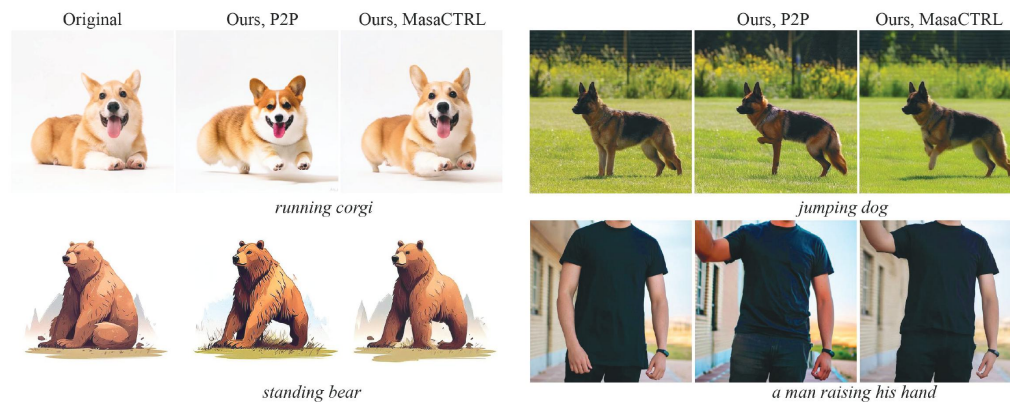 Original Ours, P2P Ours, MasaCTRL Ours, P2P Ours, MasaCTRL
running corgi jumping dog
standing bear a man raising his hand